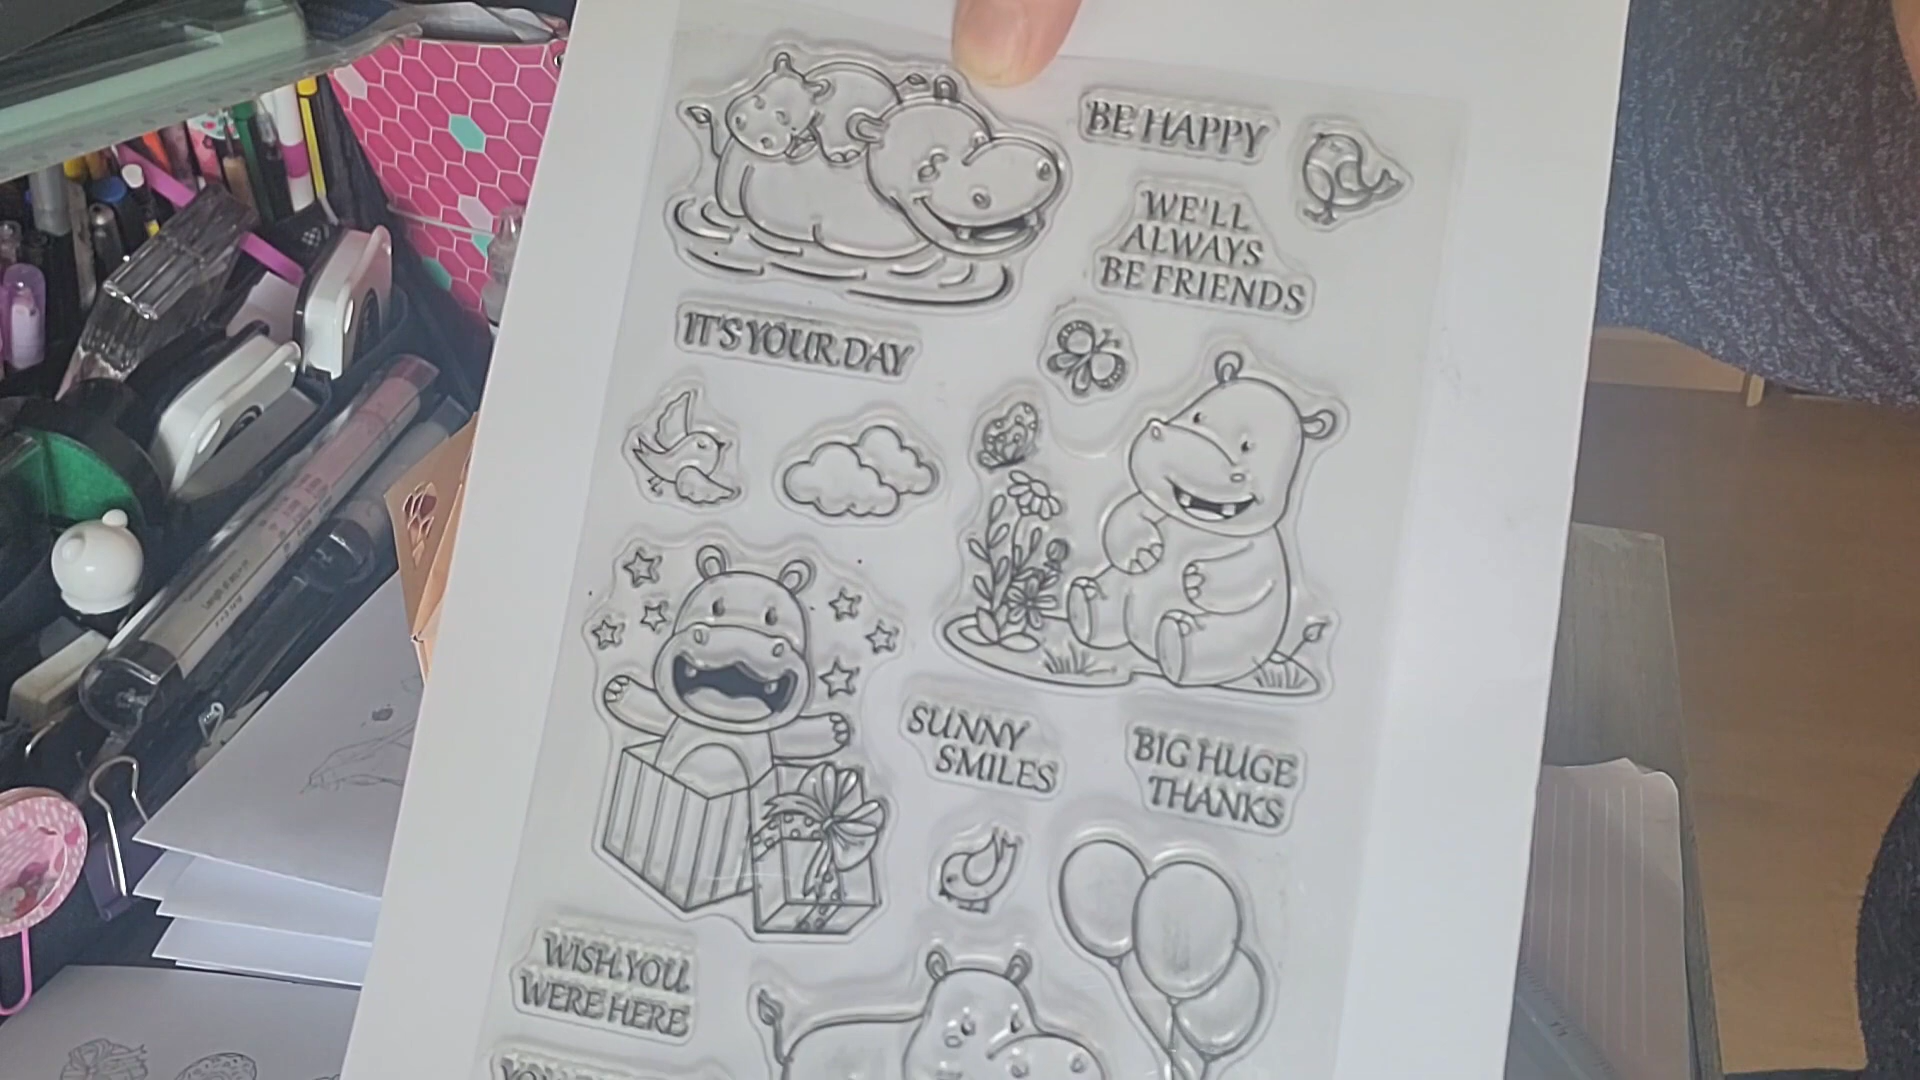 BE HAPPY
WE'LL
ALWAYS
BE FRIENDS
IT'S YOUR DAY
SUNNY
SMILES
BIG HUGE
THANKS
WISH YOU
WERE HERE